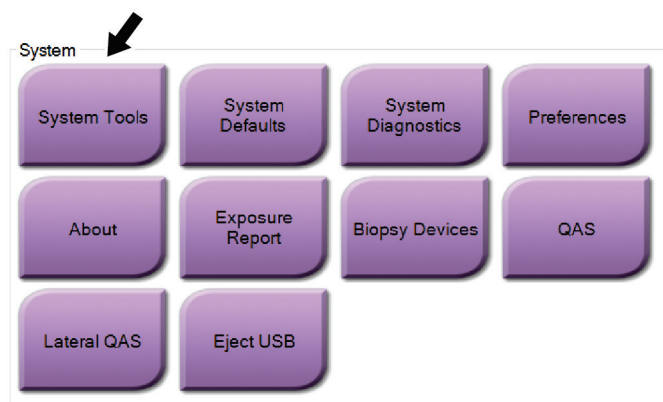 System
System Tools
System
Defaults
System
Diagnostics
Preferences
About
Exposure
Report
Biopsy Devices
QAS
Lateral QAS
Eject USB